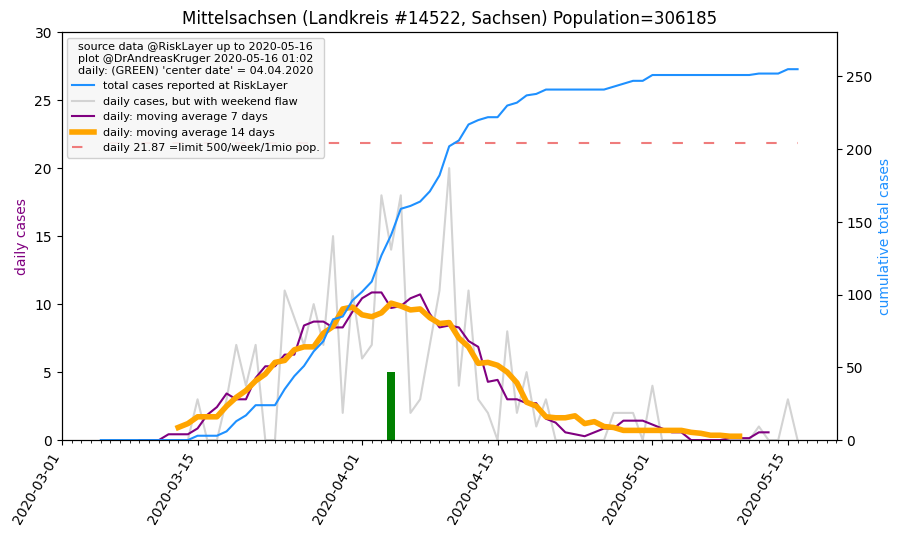 Mittelsachsen (Landkreis #14522, Sachsen) Population=306185
source data @RiskLayer up to 2020-05-16
plot @DrAndreasKruger 2020-05-16 01:02
daily: (GREEN) 'center date' = 04.04.2020
total cases reported at RiskLayer
daily cases, but with weekend flaw
daily: moving average 7 days
daily: moving average 14 days
daily 21.87 =limit 500/week/1mio pop.
daily cases
30
25
20
15
10
5
0
cumulative total cases
250
200
150
100
50
0
2020-03-01
2020-03-15
2020-04-01
2020-04-15
2020-05-01
2020-05-15